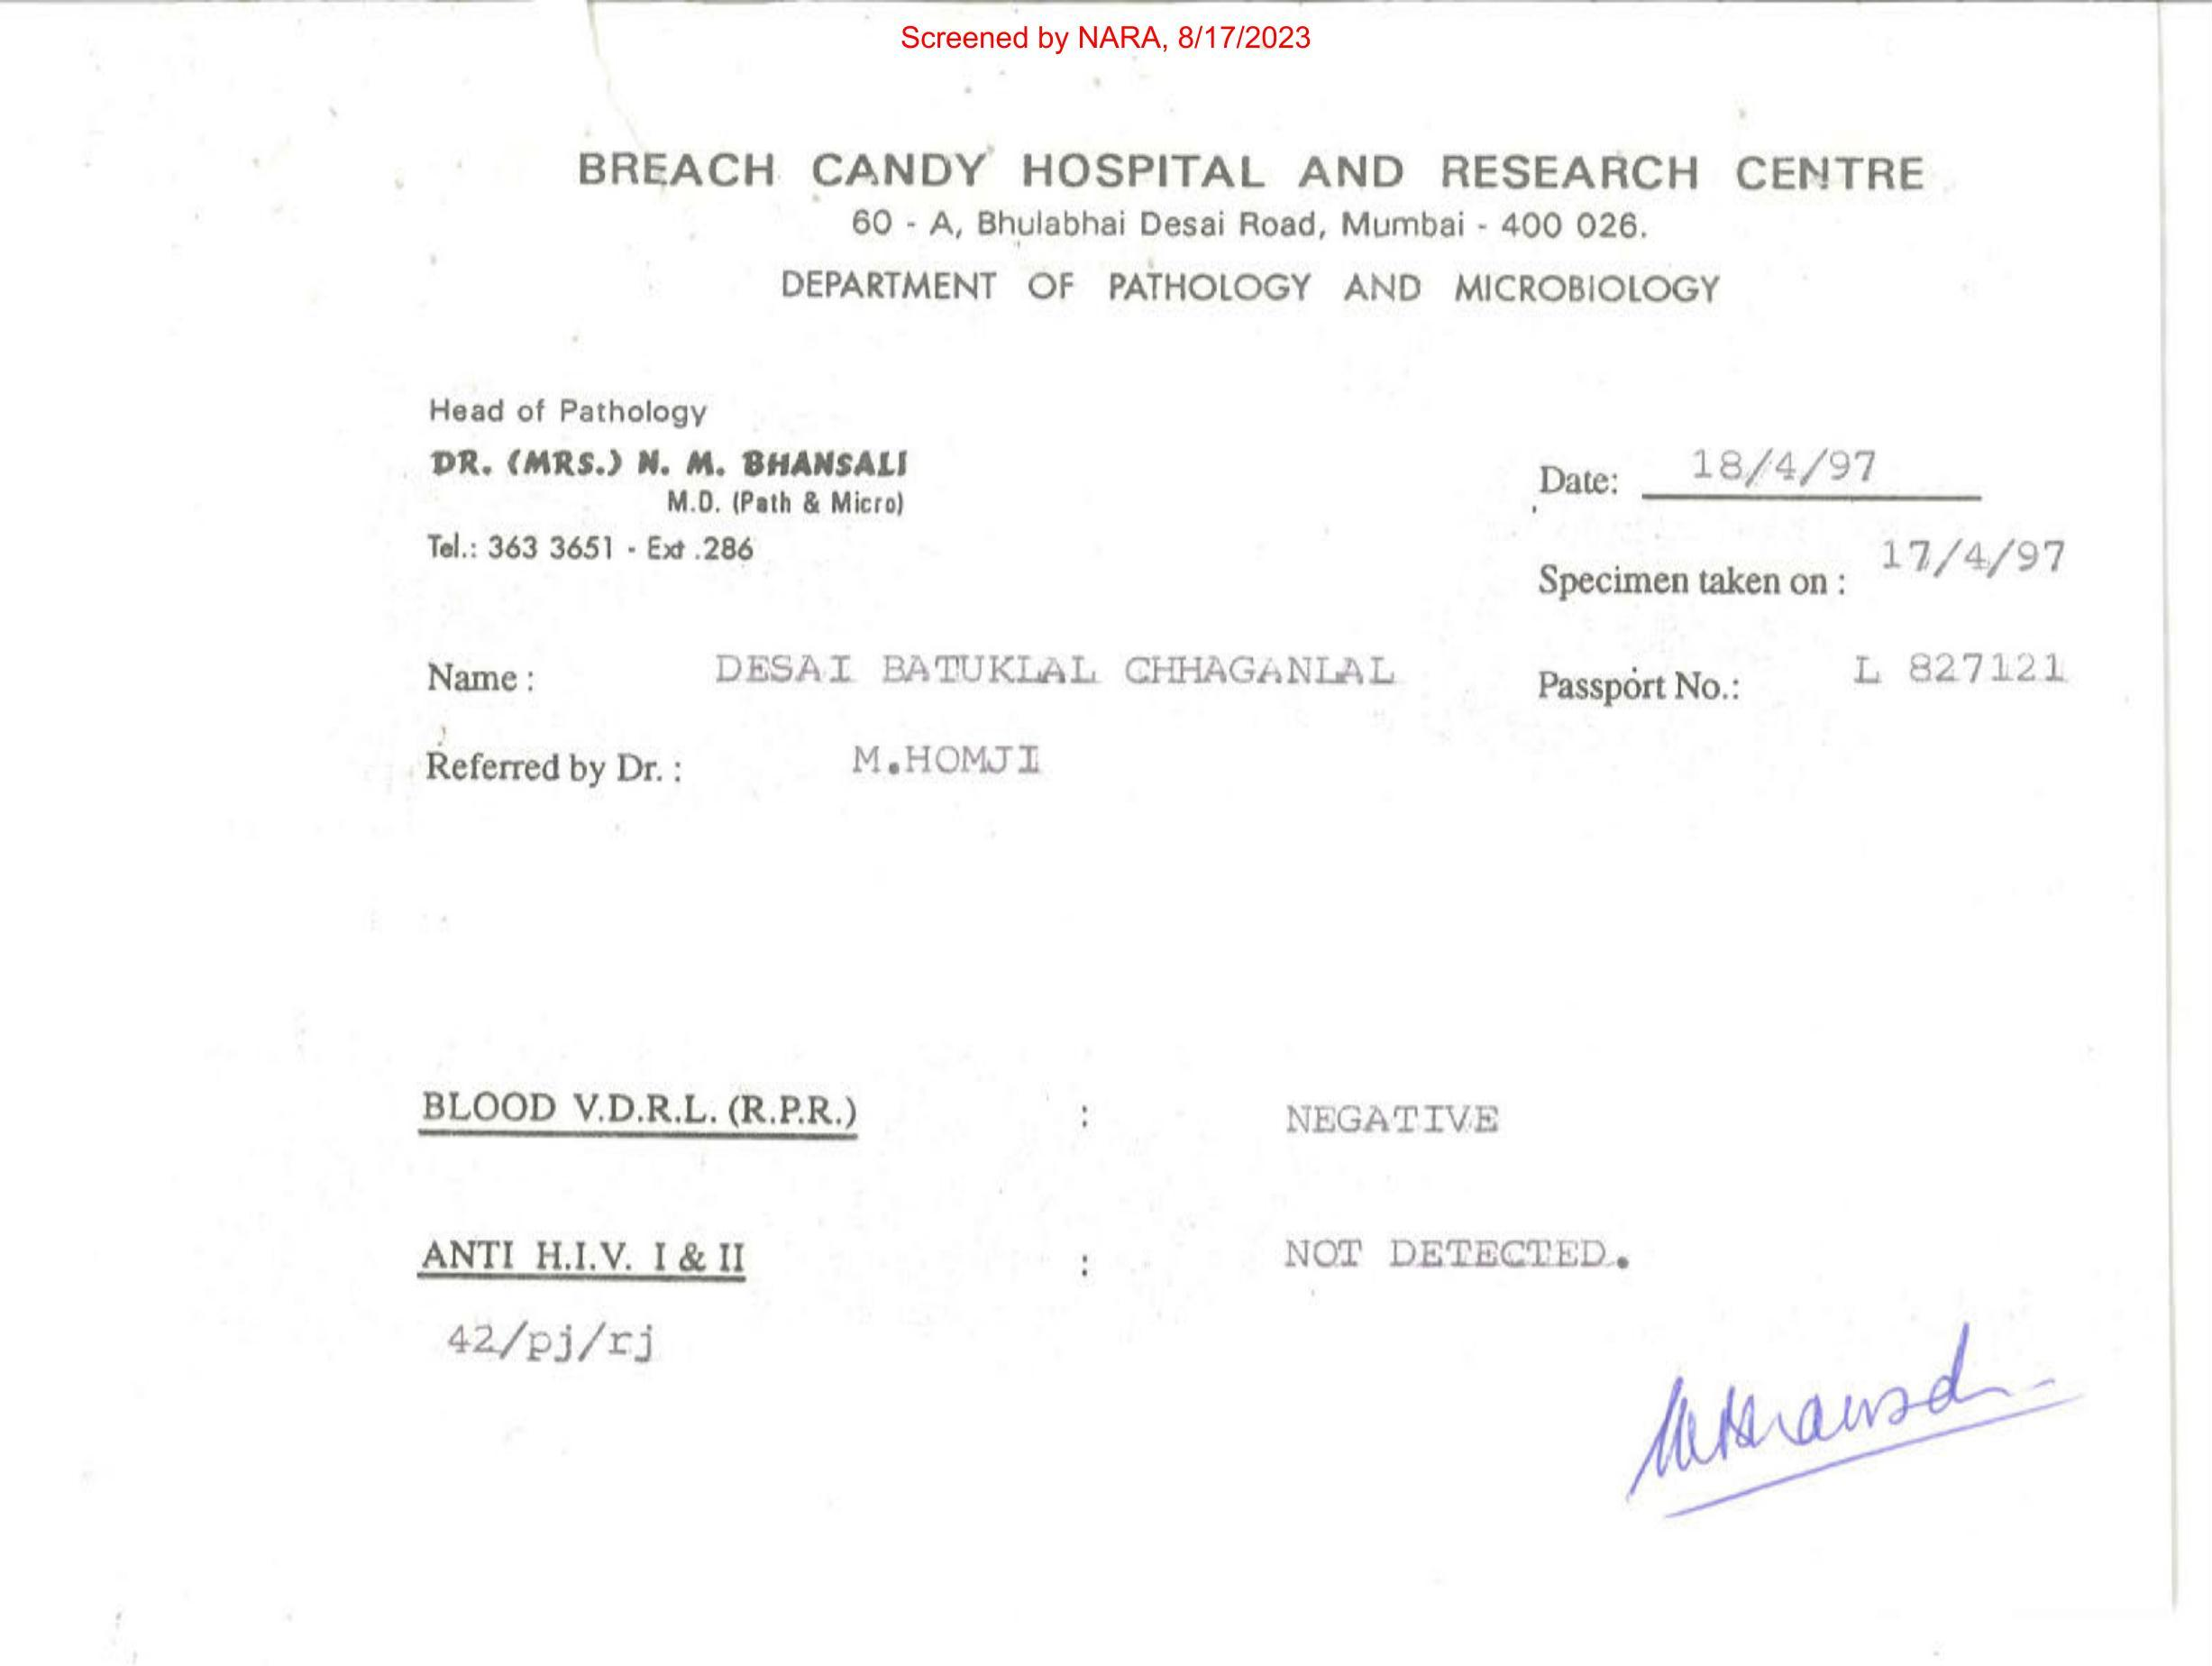 Screened by NARA, 8/17/2023
BREACH CANDY HOSPITAL AND RESEARCH CENTRE
60 - A, Bhulabhai Desai Road, Mumbai - 400 026.
DEPARTMENT OF PATHOLOGY AND MICROBIOLOGY
Head of Pathology
DR. (MRS.) N. M. BHANSALI
M.D. (Path & Micro)
Tel.: 363 3651 - Ext .286
Date: 18/4/97
Specimen taken on : 17/4/97
Name : DESAI BATUKLAL CHHAGANLAL
Passport No.: L 827121
Referred by Dr. : M.HOMJI
BLOOD V.D.R.L. (R.P.R.) : NEGATIVE
ANTI H.I.V. I & II : NOT DETECTED.
42/pj/rj